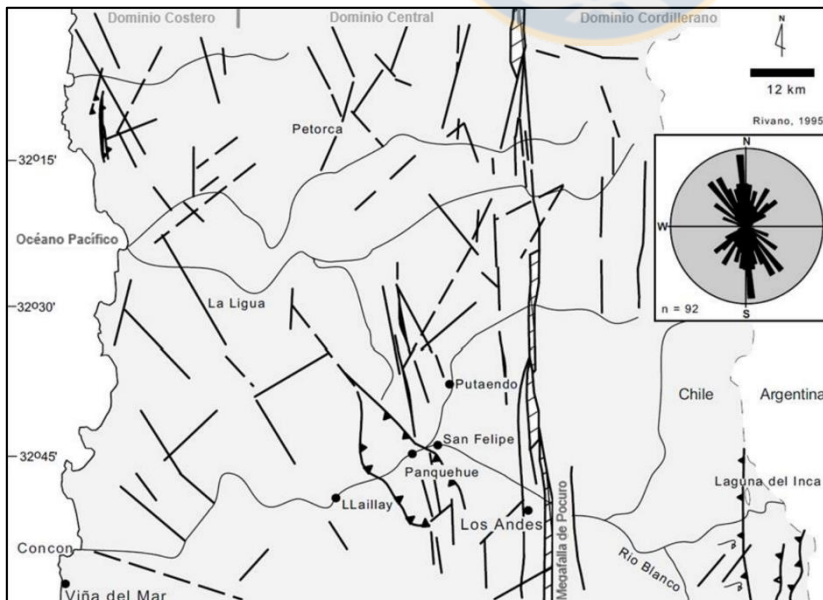 Dominio Costero
Dominio Central
Dominio Cordillerano
N
12 km
Rivano, 1995
Petorca
32º15'
N
W
S
n = 92
Océano Pacífico
La Ligua
32º30'
Putaendo
Chile
Argentina
San Felipe
32º45'
Panquehue
Laguna del Inca
LLaillay
Los Andes
Megafalla de Pocuro
Concon
Rio Blanco
Viña del Mar